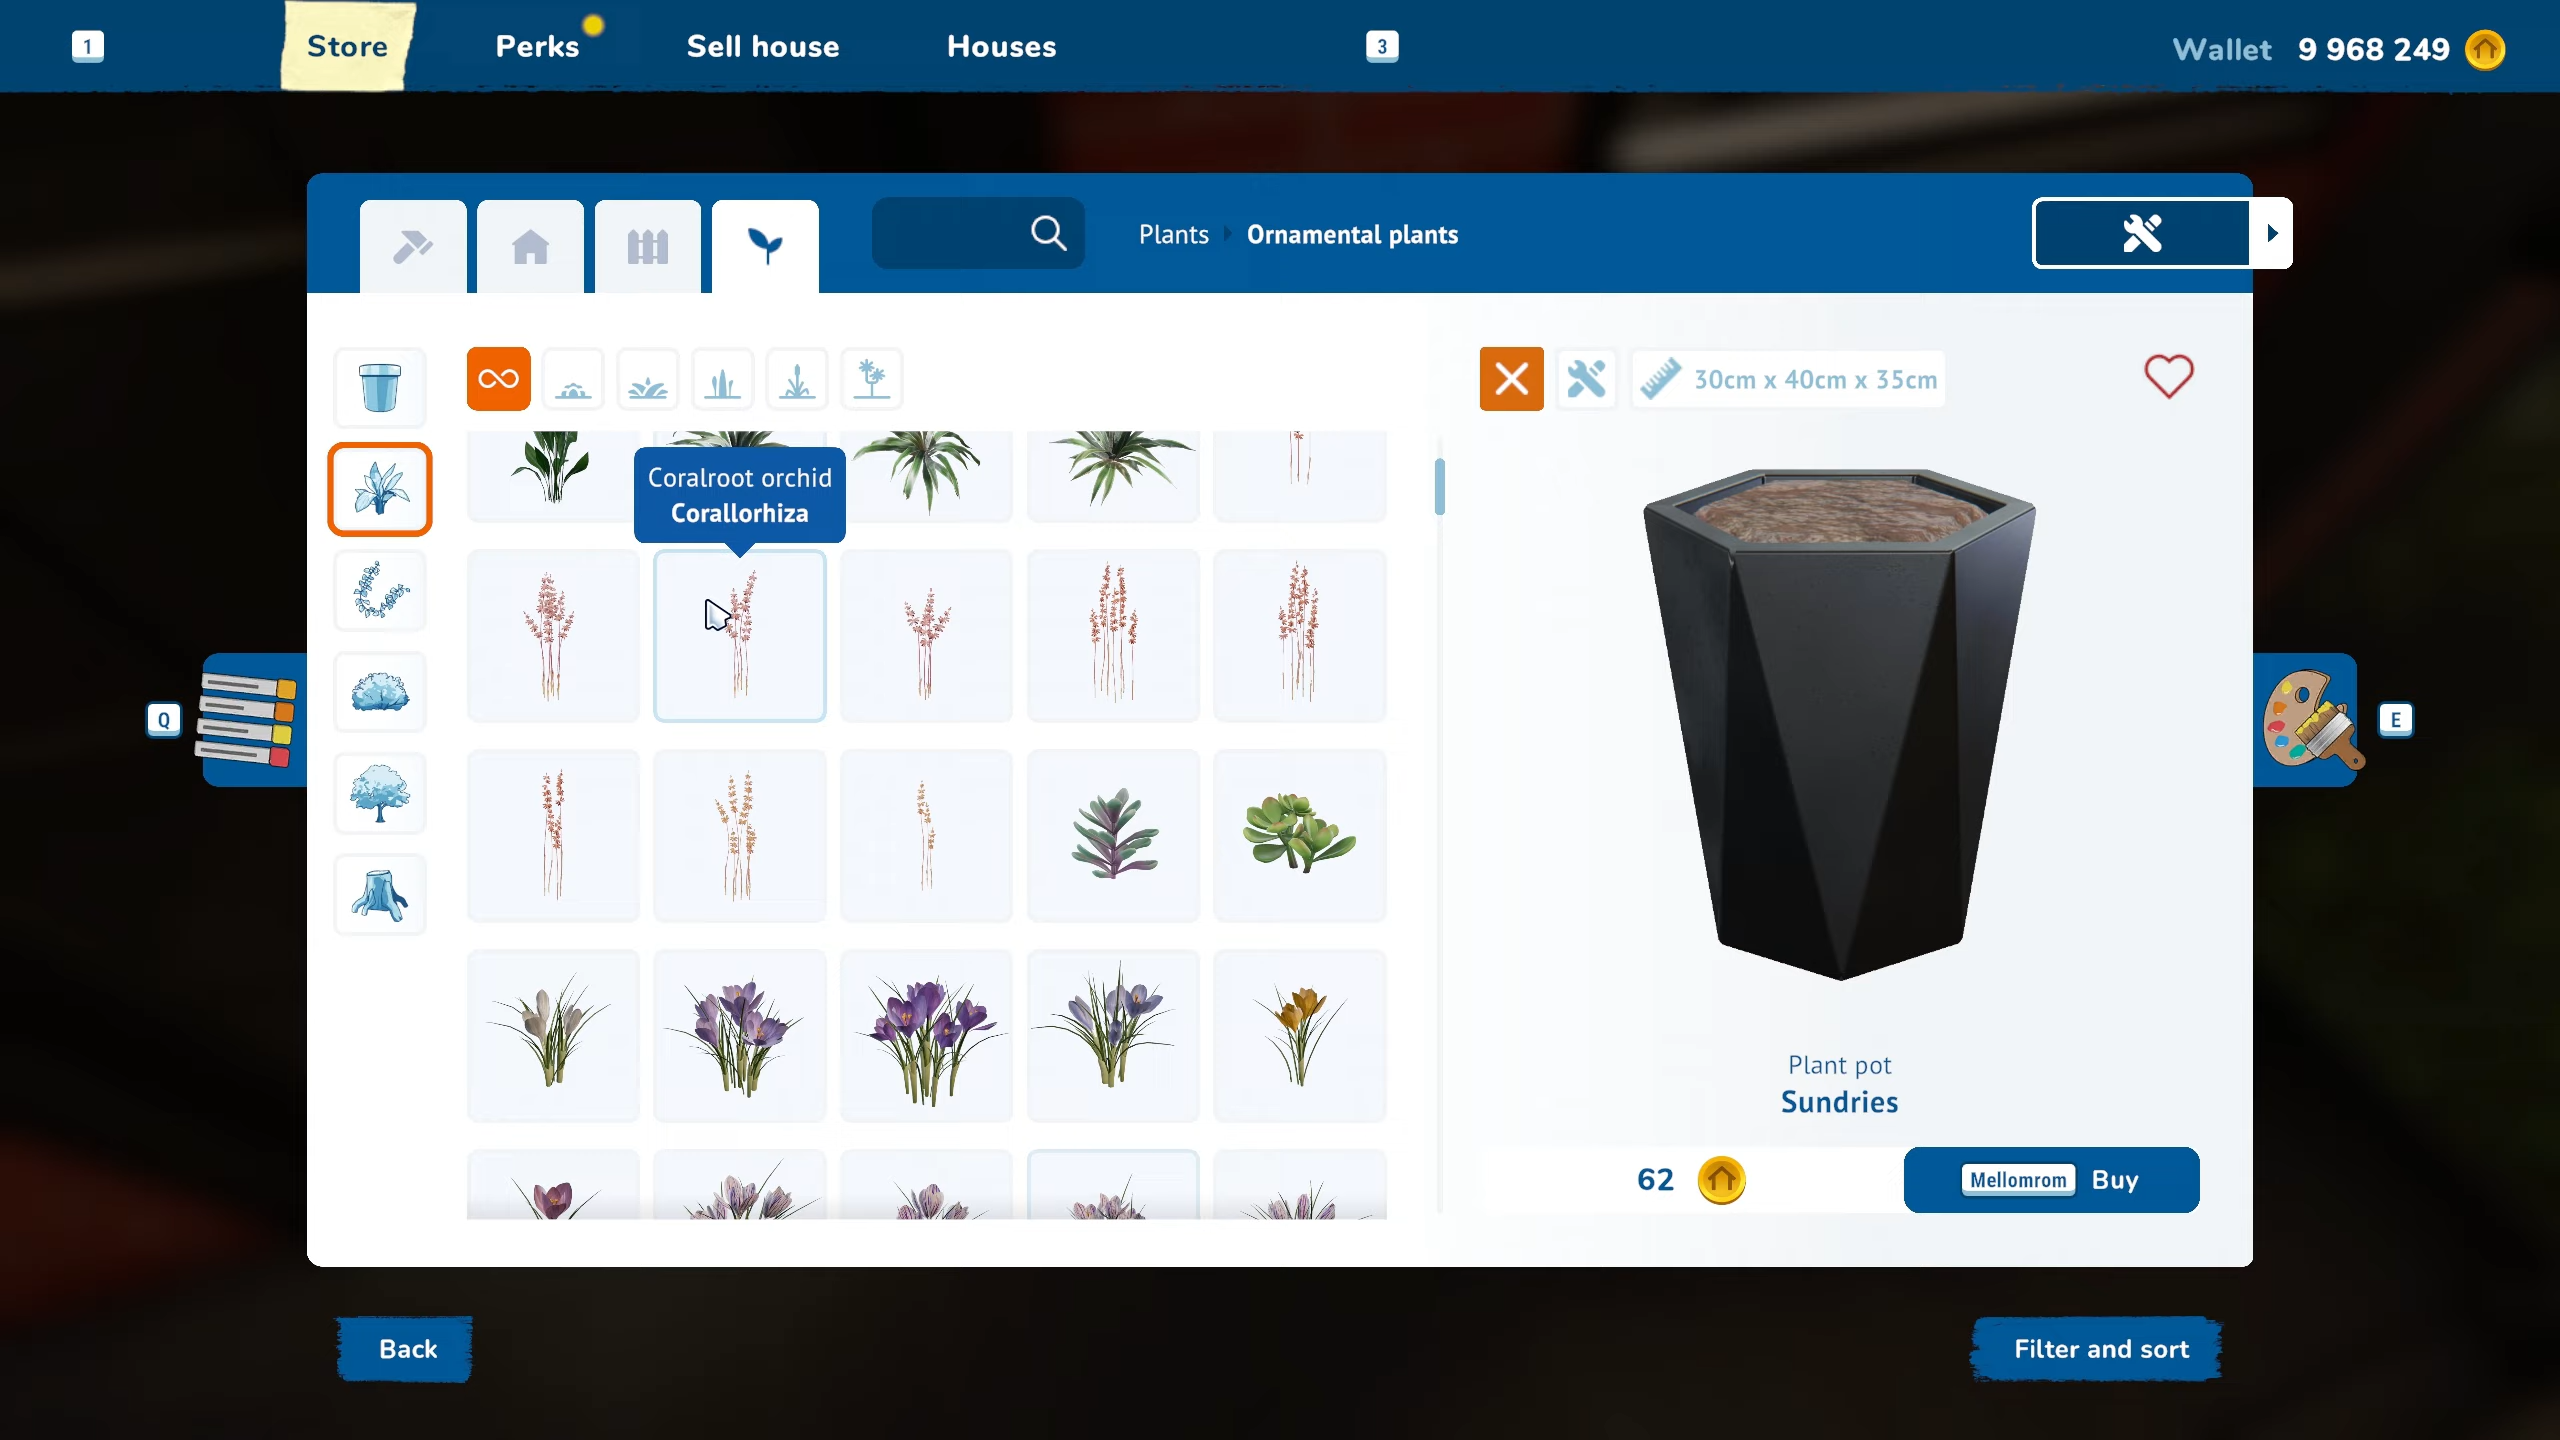 1
Store
Perks
Sell house
Houses
3
Wallet 9 968 249
Plants Ornamental plants
30cm x 40cm x 35cm
Coralroot orchid
Corallorhiza
Q
E
Plant pot
Sundries
62
Mellomrom Buy
Back
Filter and sort